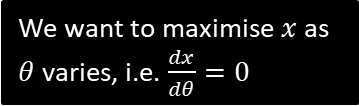 We want to maximise 𝑥 as
𝜃 varies, i.e. 𝑑𝑥/𝑑𝜃 = 0